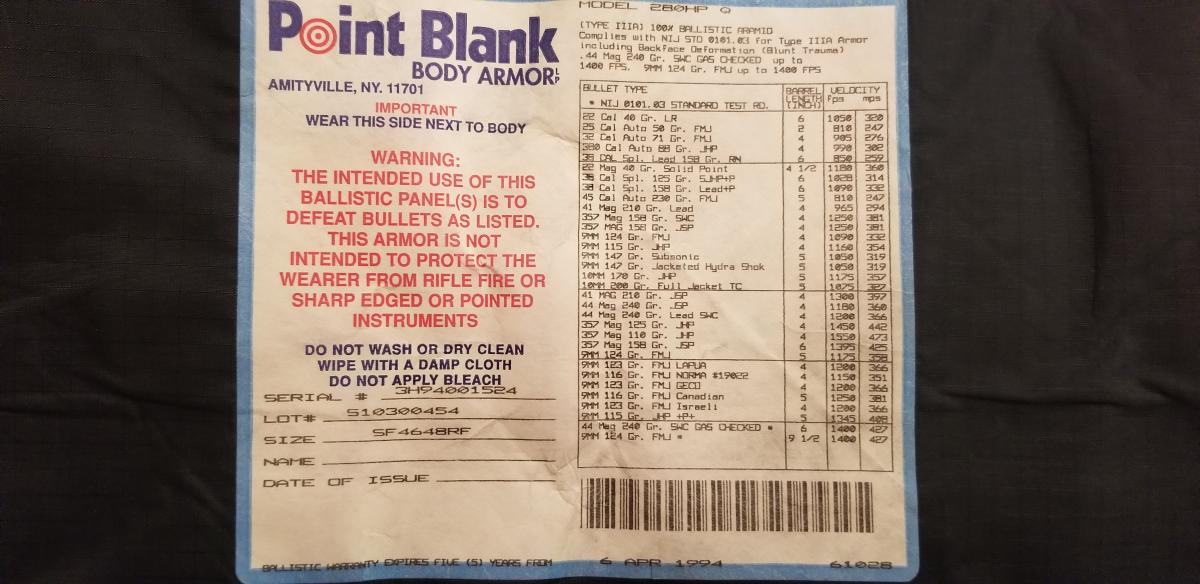 Point Blank
BODY ARMOR LP
AMITYVILLE, NY. 11701
IMPORTANT
WEAR THIS SIDE NEXT TO BODY
WARNING:
THE INTENDED USE OF THIS
BALLISTIC PANEL(S) IS TO
DEFEAT BULLETS AS LISTED.
THIS ARMOR IS NOT
INTENDED TO PROTECT THE
WEARER FROM RIFLE FIRE OR
SHARP EDGED OR POINTED
INSTRUMENTS
DO NOT WASH OR DRY CLEAN
WIPE WITH A DAMP CLOTH
DO NOT APPLY BLEACH
SERIAL # 3H94001524
LOT# S10300454
SIZE SF4648RF
NAME
DATE OF ISSUE
MODEL 280HP Q
(TYPE IIIA) 100% BALLISTIC ARAMID
Complies with NIJ STD 0101.03 for Type IIIA Armor
including Backface Deformation (Blunt Trauma)
.44 Mag 240 Gr. SWC GAS CHECKED up to
1400 FPS. 9MM 124 Gr. FMJ up to 1400 FPS
BULLET TYPE BARREL LENGTH (INCH) VELOCITY fps mps
* NIJ 0101.03 STANDARD TEST RD.
22 Cal 40 Gr. LR 6 1050 320
25 Cal Auto 50 Gr. FMJ 2 810 247
32 Cal Auto 71 Gr. FMJ 4 905 276
380 Cal Auto 88 Gr. JHP 4 990 302
38 CAL Spl. Lead 158 Gr. RN 6 850 259
22 Mag 40 Gr. Solid Point 4 1/2 1180 360
38 Cal Spl. 125 Gr. SJHP+P 6 1028 314
38 Cal Spl. 158 Gr. Lead+P 6 1090 332
45 Cal Auto 230 Gr. FMJ 5 810 247
41 Mag 210 Gr. Lead 4 965 294
357 Mag 158 Gr. SWC 4 1250 381
357 MAG 158 Gr. JSP 4 1250 381
9MM 124 Gr. FMJ 4 1090 332
9MM 115 Gr. JHP 4 1160 354
9MM 147 Gr. Subsonic 5 1050 319
9MM 147 Gr. Jacketed Hydra Shok 5 1050 319
10MM 170 Gr. JHP 5 1175 357
10MM 200 Gr. Full Jacket TC 5 1075 327
41 MAG 210 Gr. JSP 4 1300 397
44 Mag 240 Gr. JSP 4 1180 360
44 Mag 240 Gr. Lead SWC 4 1200 366
357 Mag 125 Gr. JHP 4 1450 442
357 Mag 110 Gr. JHP 4 1550 473
357 Mag 158 Gr. JSP 6 1395 425
9MM 124 Gr. FMJ 5 1175 358
9MM 123 Gr. FMJ LAPUA 4 1200 366
9MM 116 Gr. FMJ NORMA #19022 4 1150 351
9MM 123 Gr. FMJ GECO 4 1200 366
9MM 116 Gr. FMJ Canadian 5 1250 381
9MM 123 Gr. FMJ Israeli 4 1200 366
9MM 115 Gr. JHP +P+ 5 1345 408
44 Mag 240 Gr. SWC GAS CHECKED * 6 1400 427
9MM 124 Gr. FMJ * 9 1/2 1400 427
BALLISTIC WARRANTY EXPIRES FIVE (5) YEARS FROM 6 APR 1994 61028